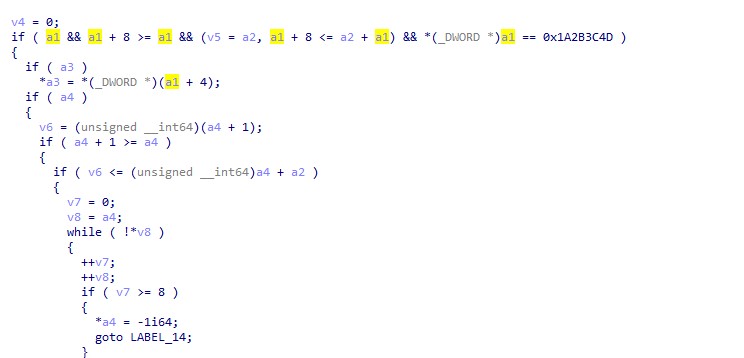 v4 = 0;
if ( a1 && a1 + 8 >= a1 && (v5 = a2, a1 + 8 <= a2 + a1) && *(_DWORD *)a1 == 0x1A2B3C4D )
{
if ( a3 )
*a3 = *(_DWORD *)(a1 + 4);
if ( a4 )
{
v6 = (unsigned __int64)(a4 + 1);
if ( a4 + 1 >= a4 )
{
if ( v6 <= (unsigned __int64)a4 + a2 )
{
v7 = 0;
v8 = a4;
while ( !*v8 )
{
++v7;
++v8;
if ( v7 >= 8 )
{
*a4 = -1i64;
goto LABEL_14;
}